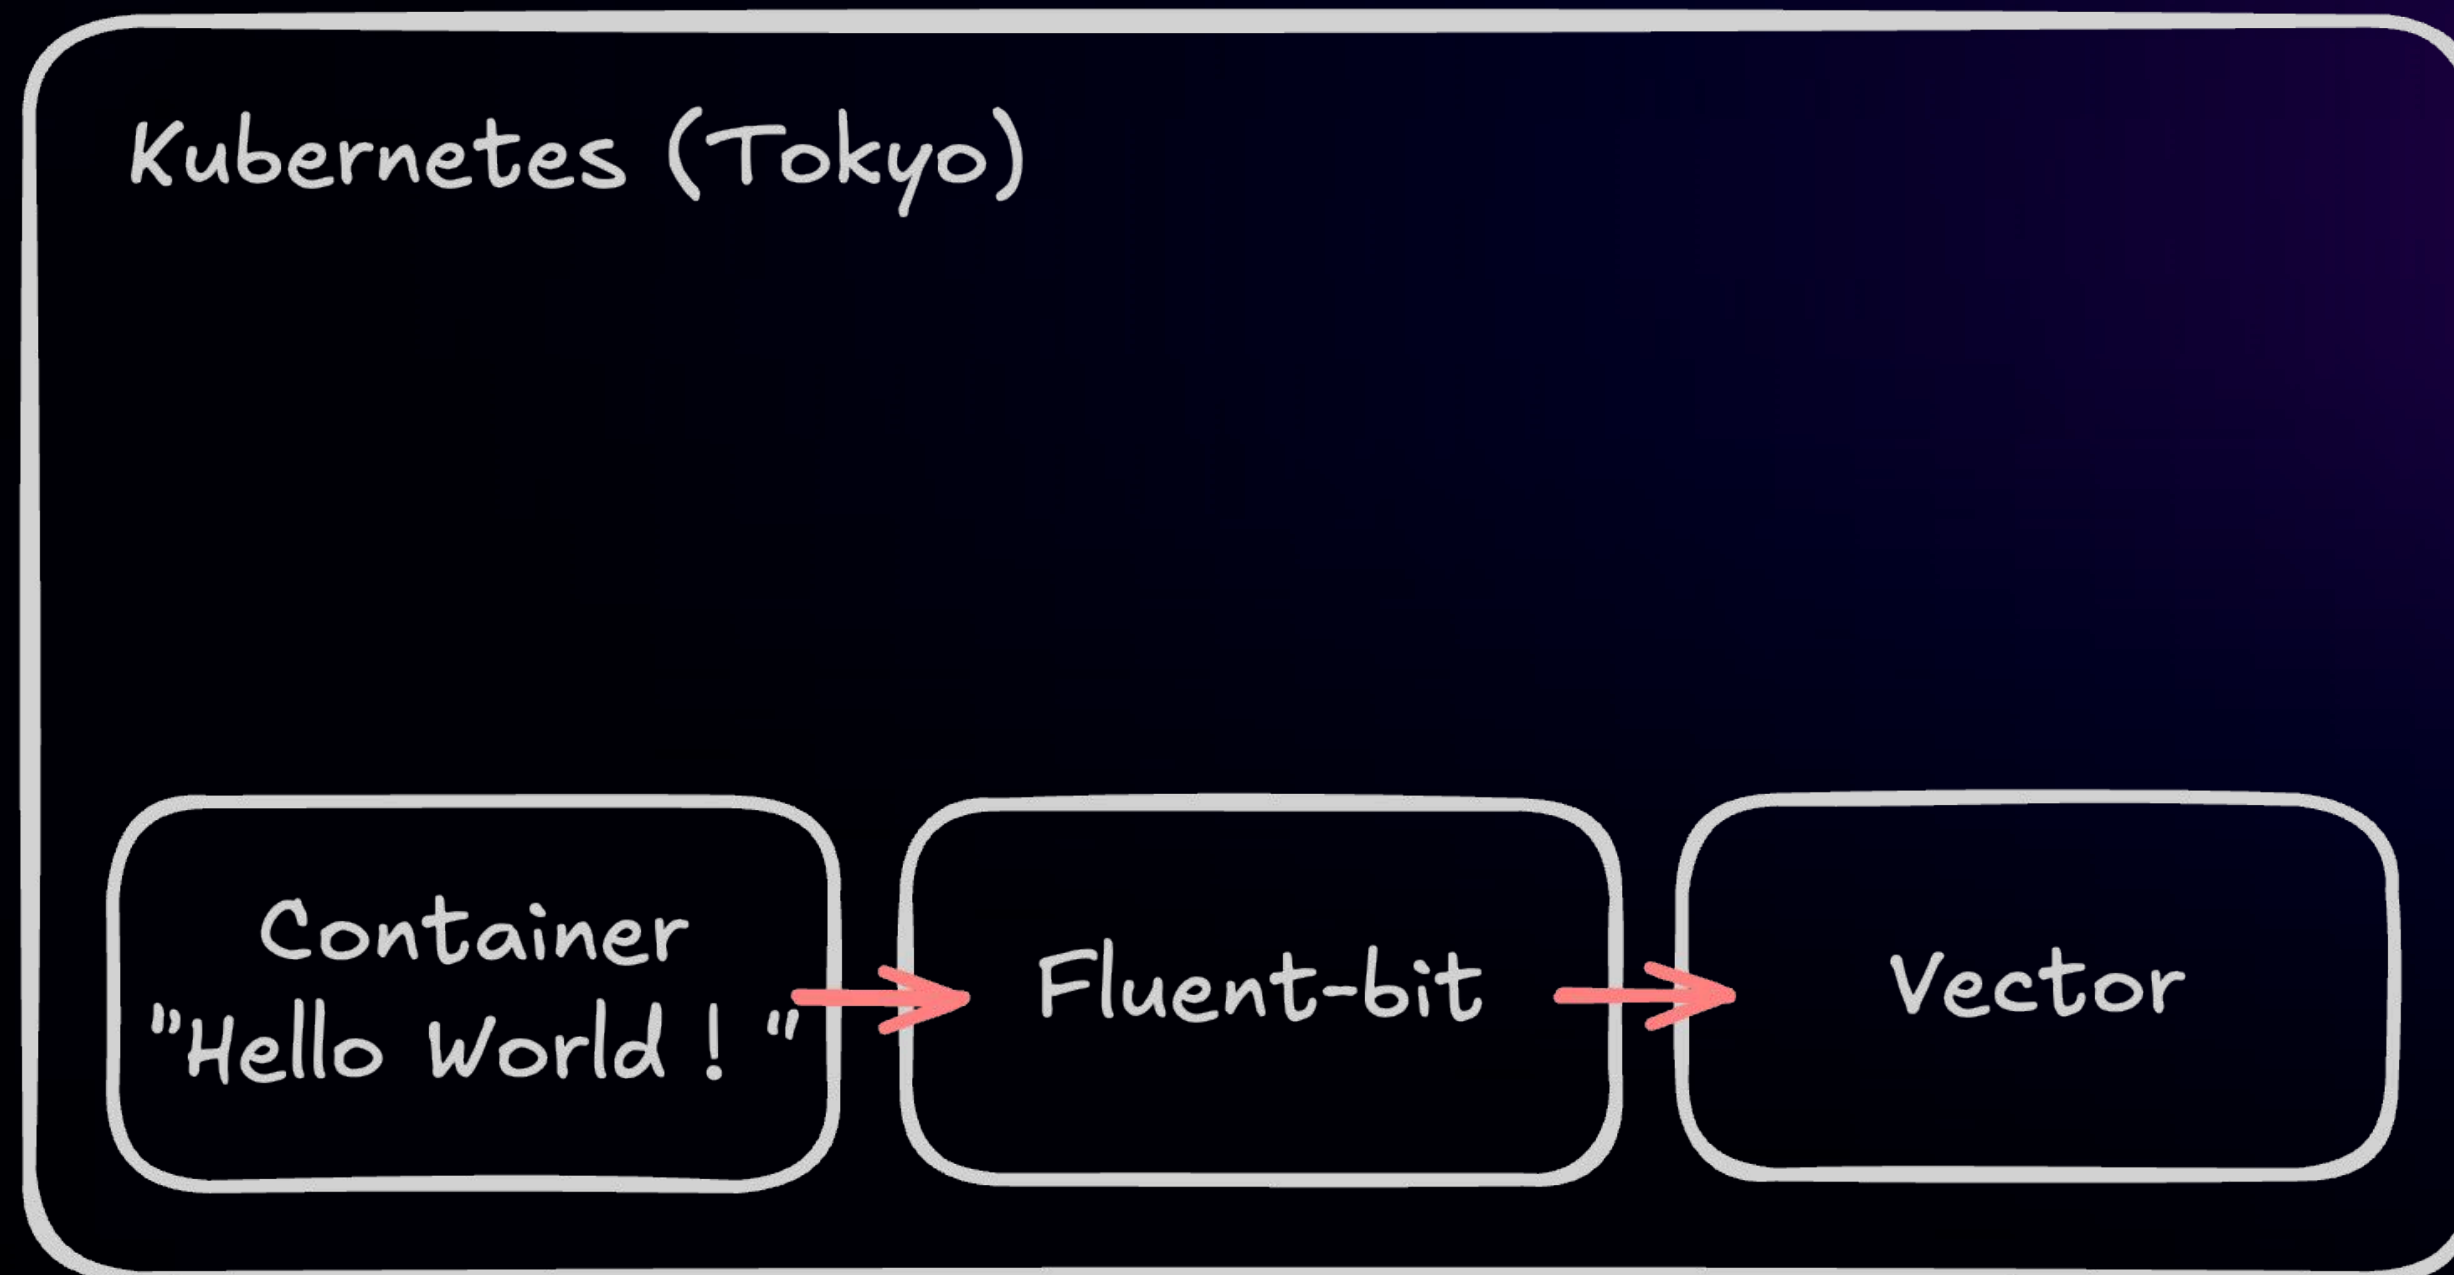 Kubernetes (Tokyo)
Container
"Hello World ! "
Fluent-bit
Vector